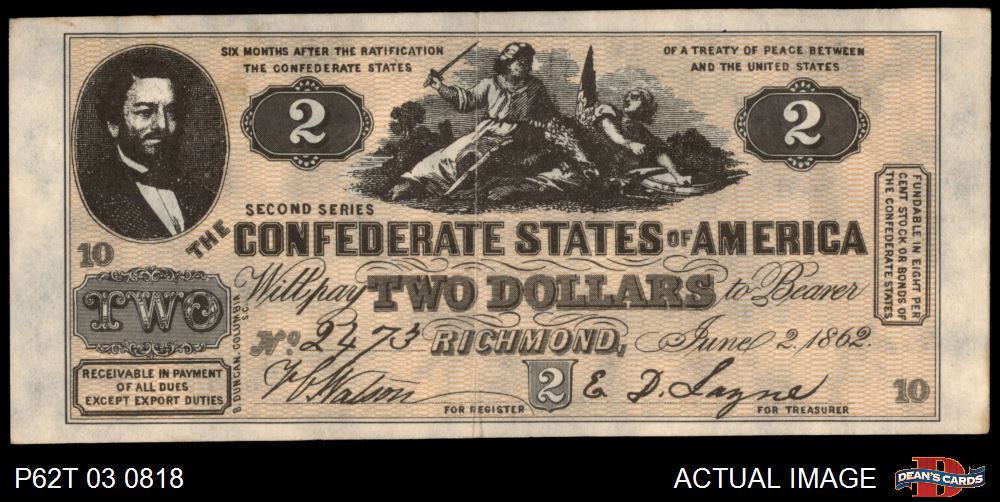 SIX MONTHS AFTER THE RATIFICATION OF A TREATY OF PEACE BETWEEN
THE CONFEDERATE STATES AND THE UNITED STATES
2 2
SECOND SERIES
THE CONFEDERATE STATES OF AMERICA
10
Will pay TWO DOLLARS to Bearer
TWO
No. 2473 RICHMOND, June 2. 1862.
B. DUNCAN. COLUMBIA
S.C.
RECEIVABLE IN PAYMENT
OF ALL DUES
EXCEPT EXPORT DUTIES
Watson 2 E. D. Layne
FOR REGISTER FOR TREASURER
10
FUNDABLE IN EIGHT PER
CENT STOCK OR BONDS OF
THE CONFEDERATE STATES
P62T 03 0818 ACTUAL IMAGE
D
DEAN'S CARDS